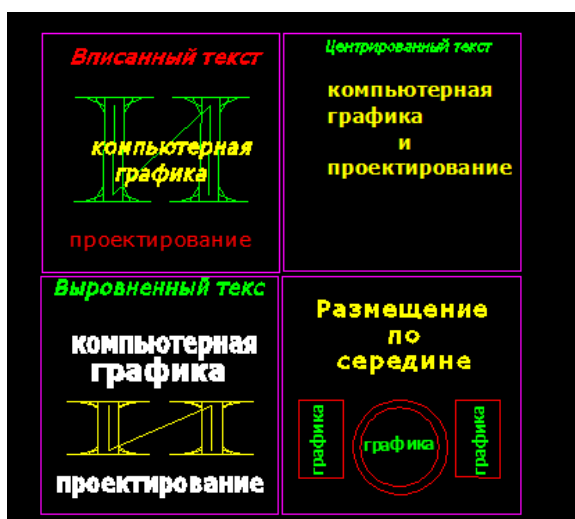 Вписанный текст
И
компьютерная
графика
проектирование
Центрированный текст
компьютерная
графика
и
проектирование
Выровненный текс
компьютерная
графика
И
проектирование
Размещение
по
середине
графика
графика
графика